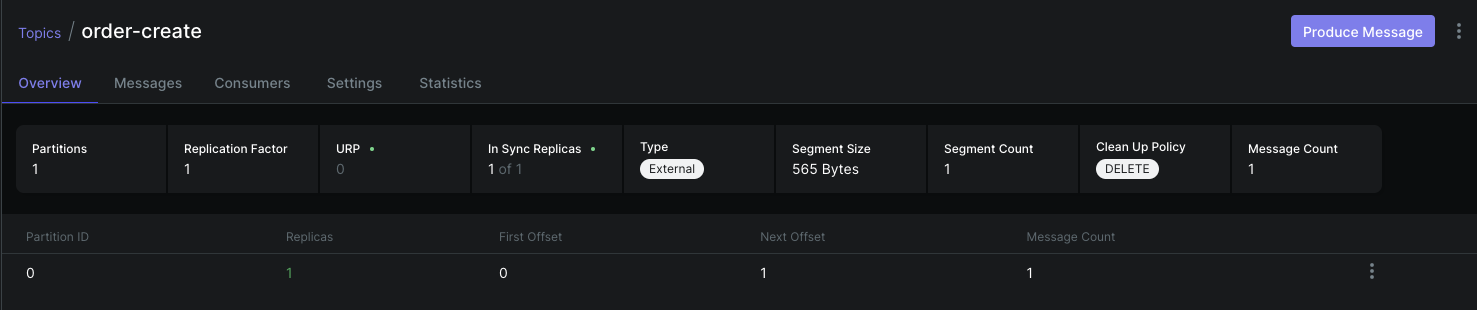 Topics / order-create
Produce Message
Overview Messages Consumers Settings Statistics
Partitions Replication Factor URP In Sync Replicas Type Segment Size Segment Count Clean Up Policy Message Count
1 1 0 1 of 1 External 565 Bytes 1 DELETE 1
Partition ID Replicas First Offset Next Offset Message Count
0 1 0 1 1